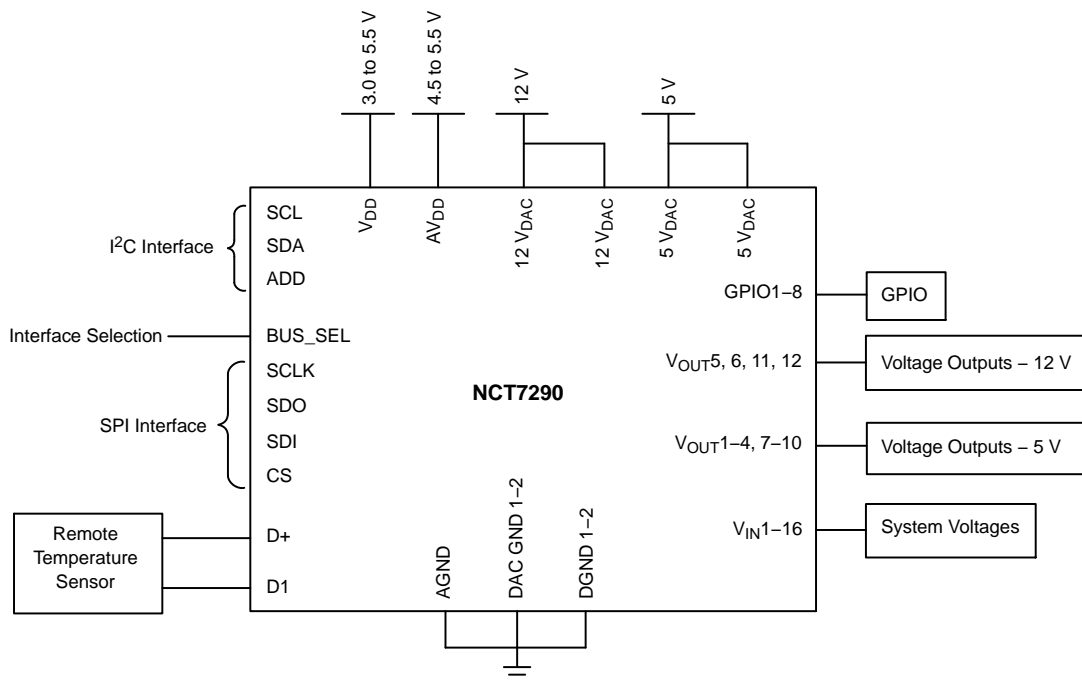 3.0 to 5.5 V
4.5 to 5.5 V
12 V
5 V
VDD
AVDD
12 VDAC
12 VDAC
5 VDAC
5 VDAC
I2C Interface
SCL
SDA
ADD
Interface Selection
BUS_SEL
SPI Interface
SCLK
SDO
SDI
CS
Remote
Temperature
Sensor
D+
D1
NCT7290
GPIO1–8
GPIO
VOUT5, 6, 11, 12
Voltage Outputs – 12 V
VOUT1–4, 7–10
Voltage Outputs – 5 V
VIN1–16
System Voltages
AGND
DAC GND 1–2
DGND 1–2